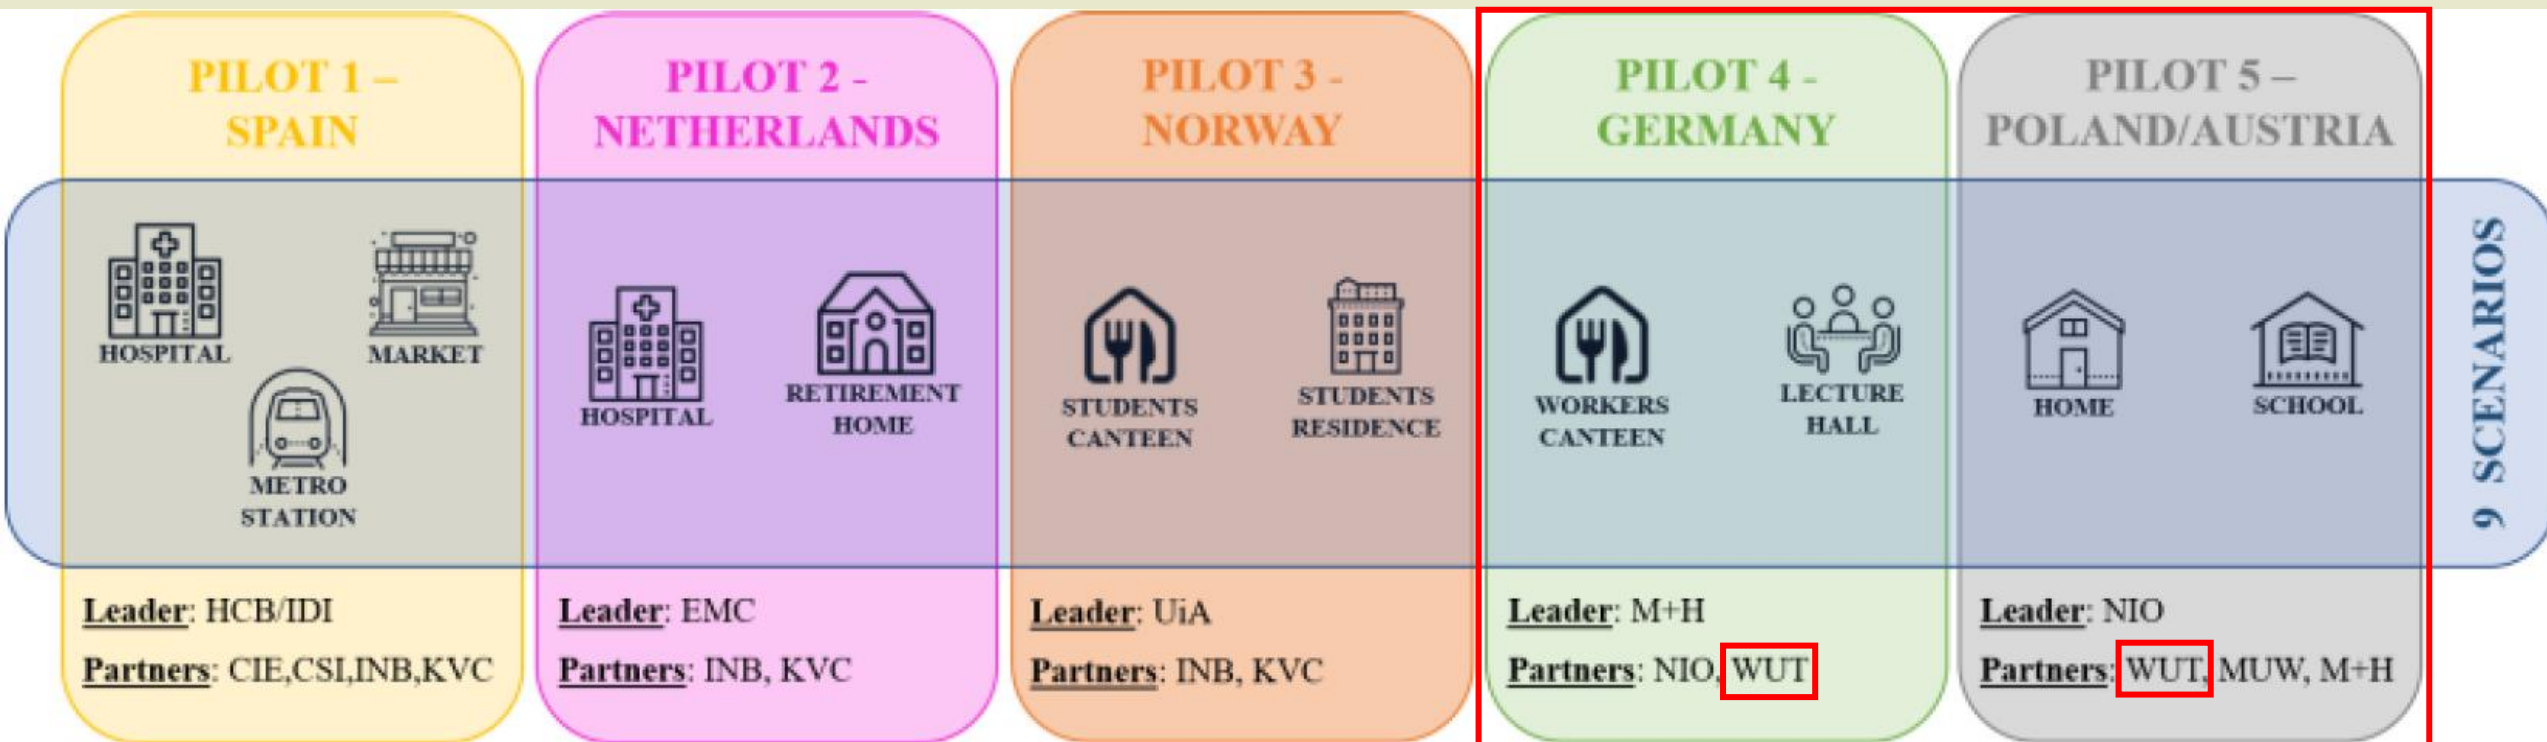 PILOT 1 –
SPAIN
HOSPITAL
MARKET
METRO
STATION
Leader: HCB/IDI
Partners: CIE,CSI,INB,KVC
PILOT 2 -
NETHERLANDS
HOSPITAL
RETIREMENT
HOME
Leader: EMC
Partners: INB, KVC
PILOT 3 -
NORWAY
STUDENTS
CANTEEN
STUDENTS
RESIDENCE
Leader: UiA
Partners: INB, KVC
PILOT 4 -
GERMANY
WORKERS
CANTEEN
LECTURE
HALL
Leader: M+H
Partners: NIO, WUT
PILOT 5 –
POLAND/AUSTRIA
HOME
SCHOOL
Leader: NIO
Partners: WUT, MUW, M+H
9 SCENARIOS